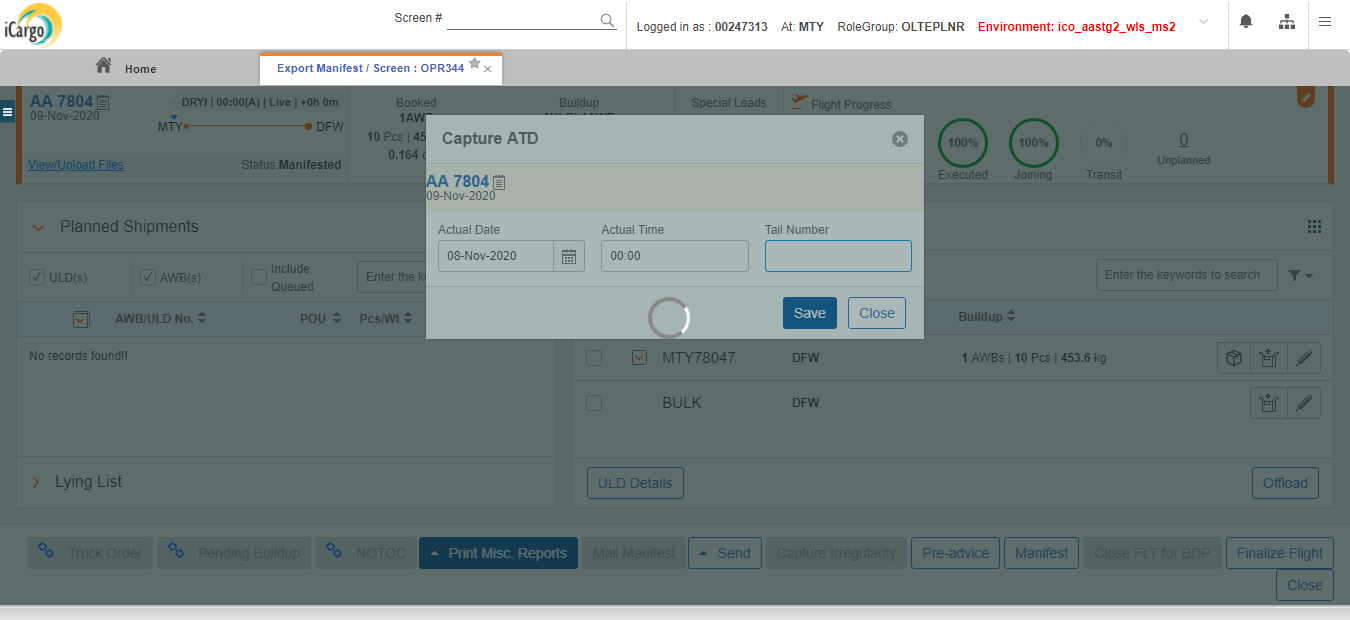 iCargo
Screen #
Logged in as : 00247313 At: MTY RoleGroup: OLTEPLNR Environment: ico_aastg2_wls_ms2
Home
Export Manifest / Screen : OPR344
AA 7804
09-Nov-2020
DRYI | 00:00(A) | Live | +0h 0m
MTY DFW
View/Upload Files
Status:Manifested
Booked
1AWB
10 Pcs | 45
0.164
Buildup
Special Loads
Flight Progress
100%
Executed
100%
Joining
0%
Transit
0
Unplanned
Capture ATD
AA 7804
09-Nov-2020
Actual Date
08-Nov-2020
Actual Time
00:00
Tail Number
Save
Close
Planned Shipments
ULD(s)
AWB(s)
Include
Queued
Enter the
AWB/ULD No.
POU
Pcs/Wt
No records found!!
Lying List
Enter the keywords to search
Buildup
MTY78047 DFW 1 AWBs | 10 Pcs | 453.6 kg
BULK DFW
ULD Details
Offload
Truck Order
Pending Buildup
NOTOC
Print Misc. Reports
Mail Manifest
Send
Capture Irregularity
Pre-advice
Manifest
Close FLT for BDP
Finalize Flight
Close